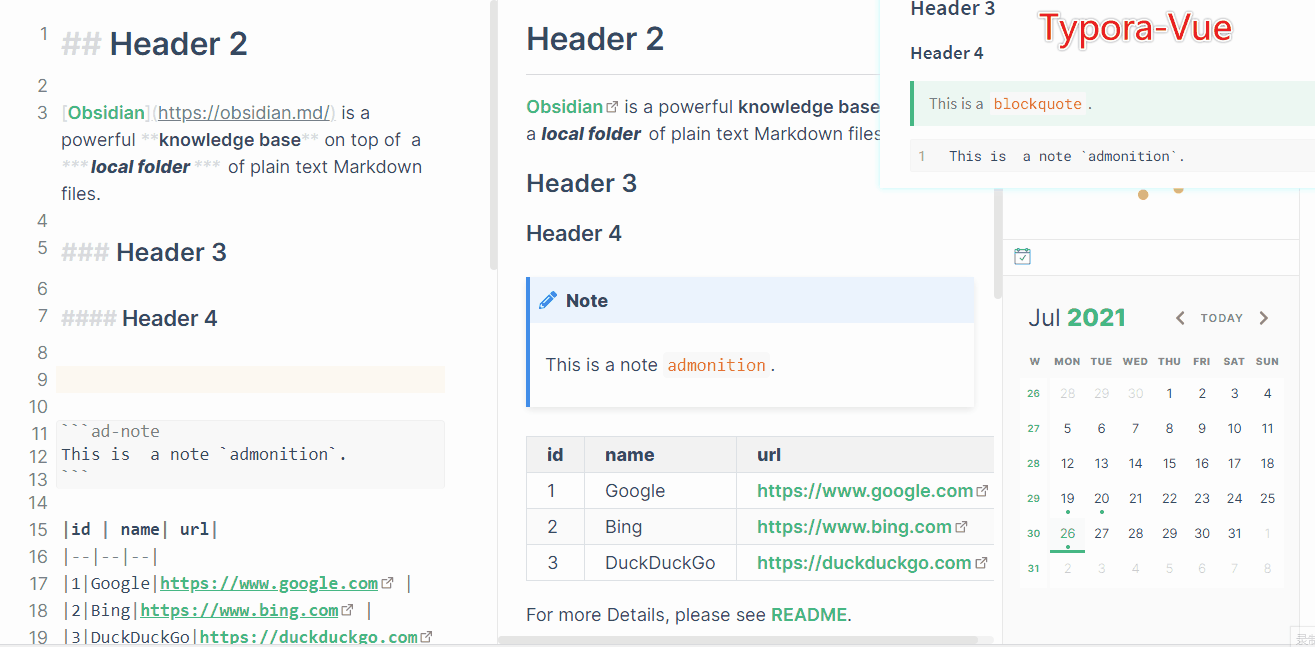 1 ## Header 2
2
3 [Obsidian](https://obsidian.md/) is a
powerful **knowledge base** on top of  a
***local folder *** of plain text Markdown
files.
4
5 ### Header 3
6
7 #### Header 4
8
9
10
11 ```ad-note
12 This is  a note `admonition`.
13 ```
14
15 |id | name| url|
16 |--|--|--|
17 |1|Google|https://www.google.com |
18 |2|Bing|https://www.bing.com |
19 |3|DuckDuckGo|https://duckduckgo.com
Header 2
Obsidian is a powerful knowledge base
a local folder of plain text Markdown files
Header 3
Header 4
Note
This is a note admonition.
id name url
1 Google https://www.google.com
2 Bing https://www.bing.com
3 DuckDuckGo https://duckduckgo.com
For more Details, please see README.
Header 3
Typora-Vue
Header 4
This is a blockquote.
1 This is  a note `admonition`.
Jul 2021 TODAY
W MON TUE WED THU FRI SAT SUN
26 28 29 30 1 2 3 4
27 5 6 7 8 9 10 11
28 12 13 14 15 16 17 18
29 19 20 21 22 23 24 25
30 26 27 28 29 30 31 1
31 2 3 4 5 6 7 8